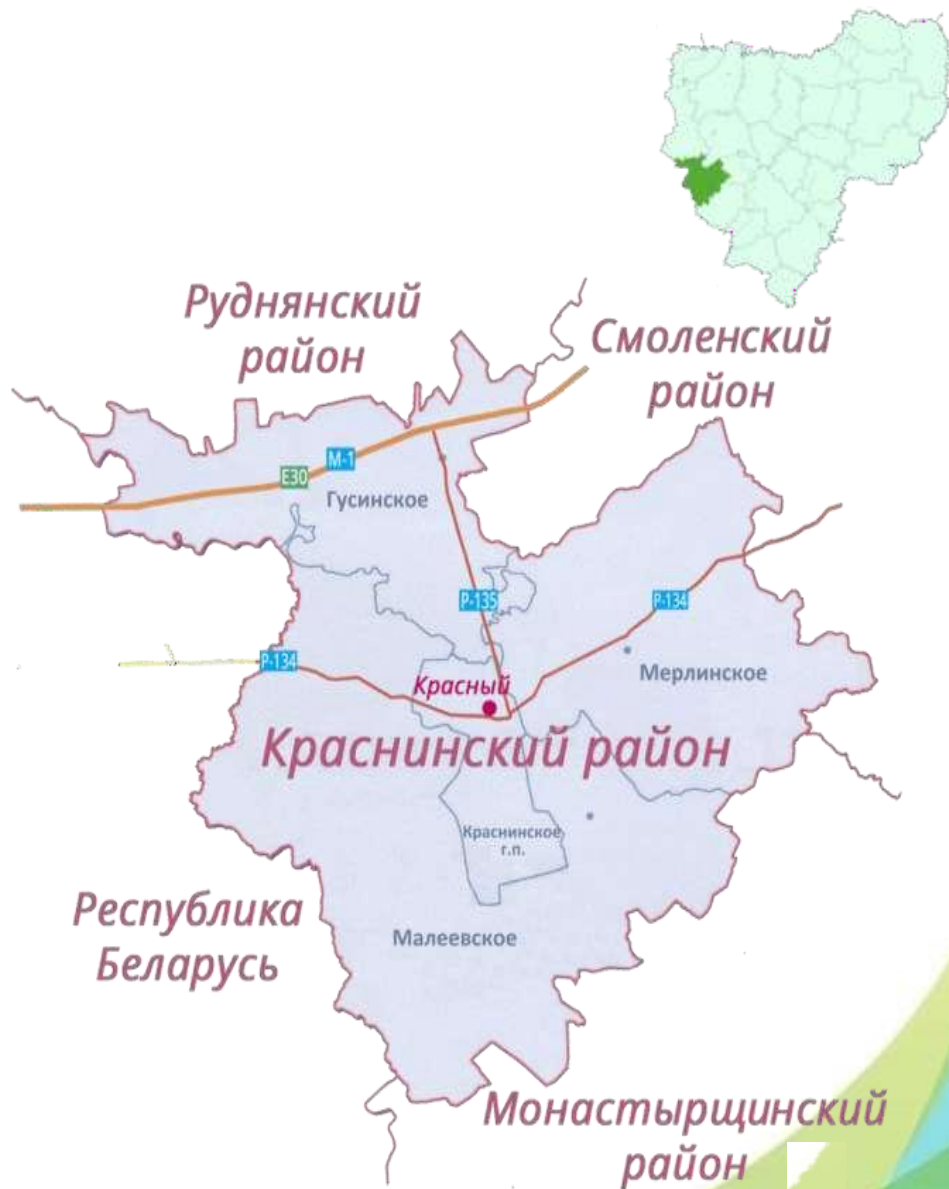 Руднянский
район
Смоленский
район
М-1
E30
Гусинское
Р-135
Р-134
Р-134
Мерлинское
Красный
Краснинский район
Краснинское
г.п.
Республика
Беларусь
Малеевское
Монастырщинский
район